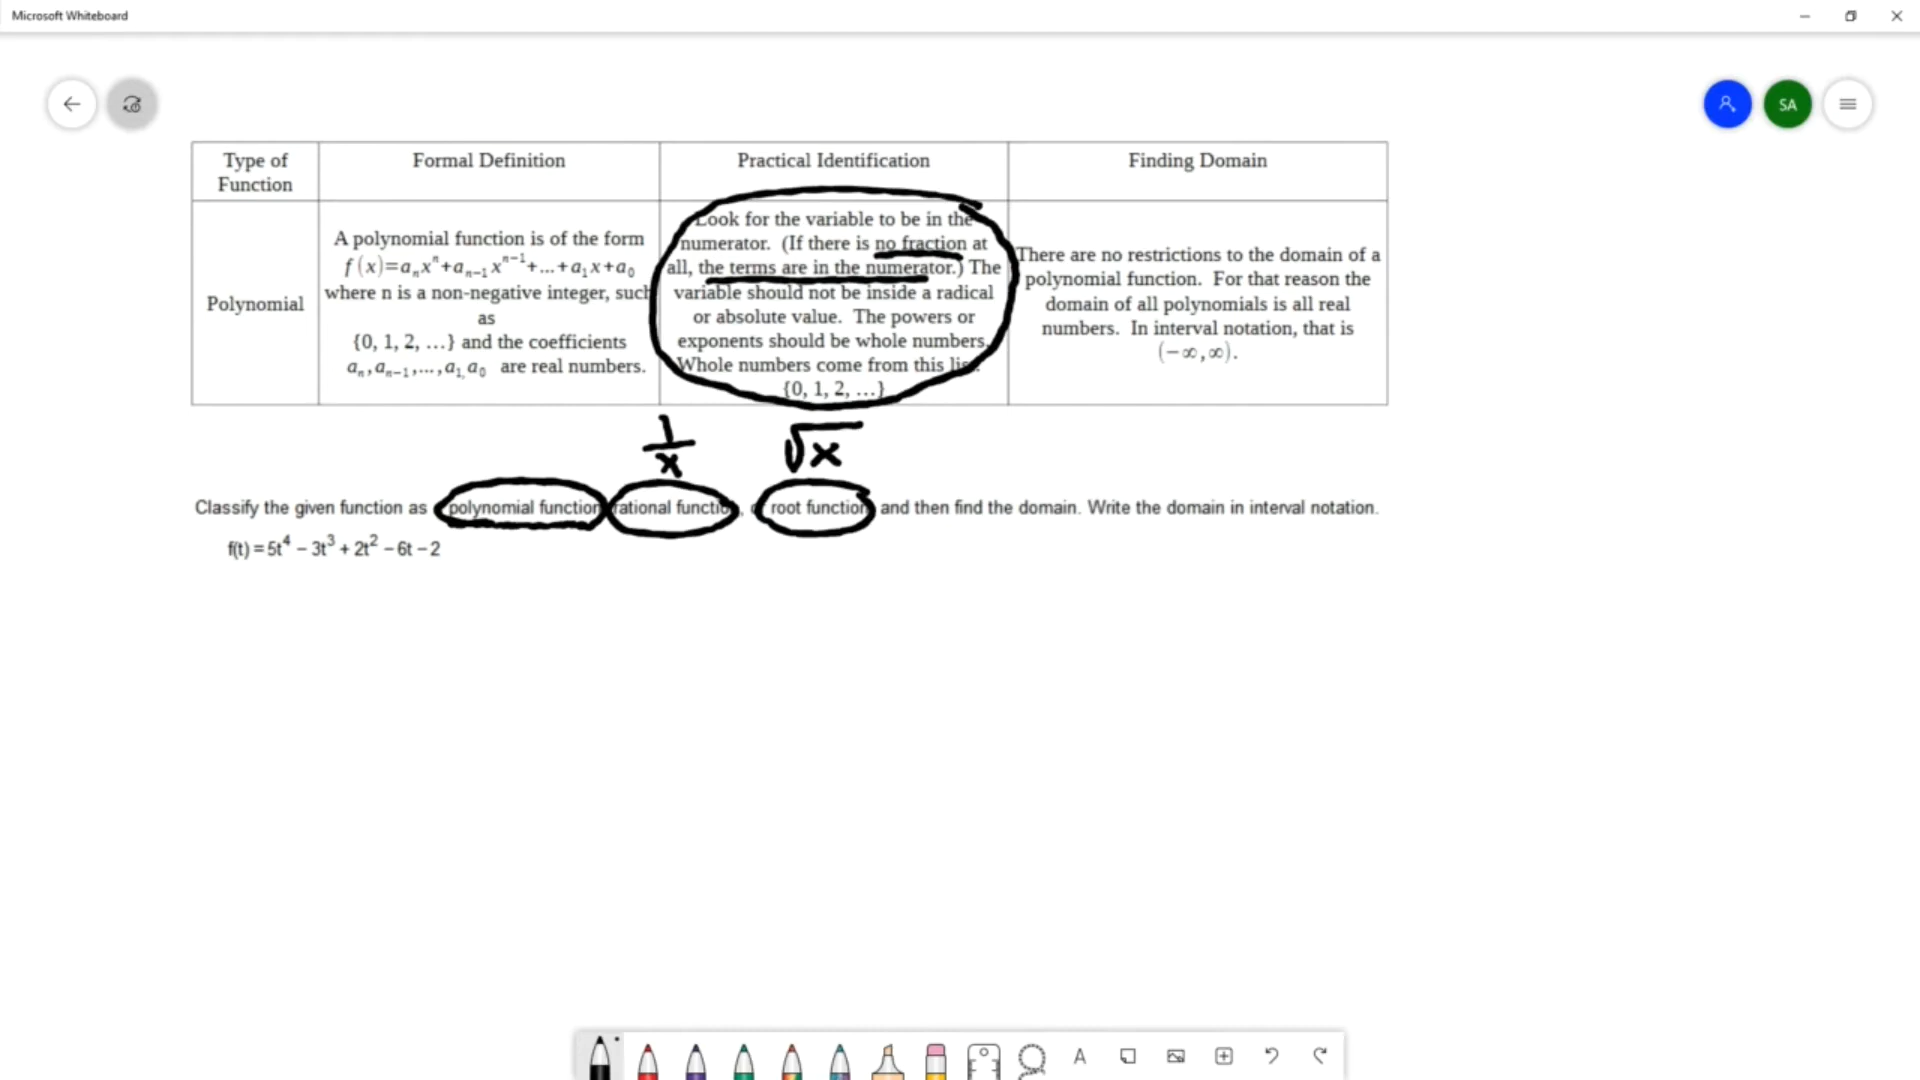 Microsoft Whiteboard
SA
Type of
Function
Formal Definition
Practical Identification
Finding Domain
Polynomial
A polynomial function is of the form
f(x)=aₙxⁿ+aₙ₋₁xⁿ⁻¹+...+a₁x+a₀
where n is a non-negative integer, such
as
{0, 1, 2, …} and the coefficients
aₙ,aₙ₋₁,...,a₁,a₀ are real numbers.
Look for the variable to be in the
numerator. (If there is no fraction at
all, the terms are in the numerator.) The
variable should not be inside a radical
or absolute value. The powers or
exponents should be whole numbers.
Whole numbers come from this list.
{0, 1, 2, …}
There are no restrictions to the domain of a
polynomial function. For that reason the
domain of all polynomials is all real
numbers. In interval notation, that is
(−∞,∞).
1/x √x
Classify the given function as polynomial function rational function, or root function and then find the domain. Write the domain in interval notation.
f(t) = 5t⁴ − 3t³ + 2t² − 6t − 2
A